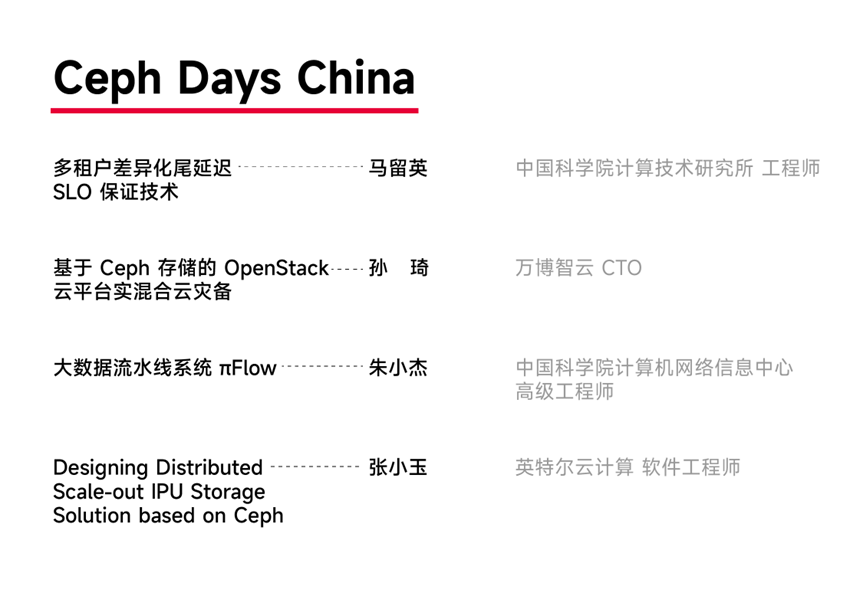 Ceph Days China
多租户差异化尾延迟 马留英 中国科学院计算技术研究所 工程师
SLO 保证技术
基于 Ceph 存储的 OpenStack 孙 琦 万博智云 CTO
云平台实混合云灾备
大数据流水线系统 πFlow 朱小杰 中国科学院计算机网络信息中心
高级工程师
Designing Distributed 张小玉 英特尔云计算 软件工程师
Scale-out IPU Storage
Solution based on Ceph